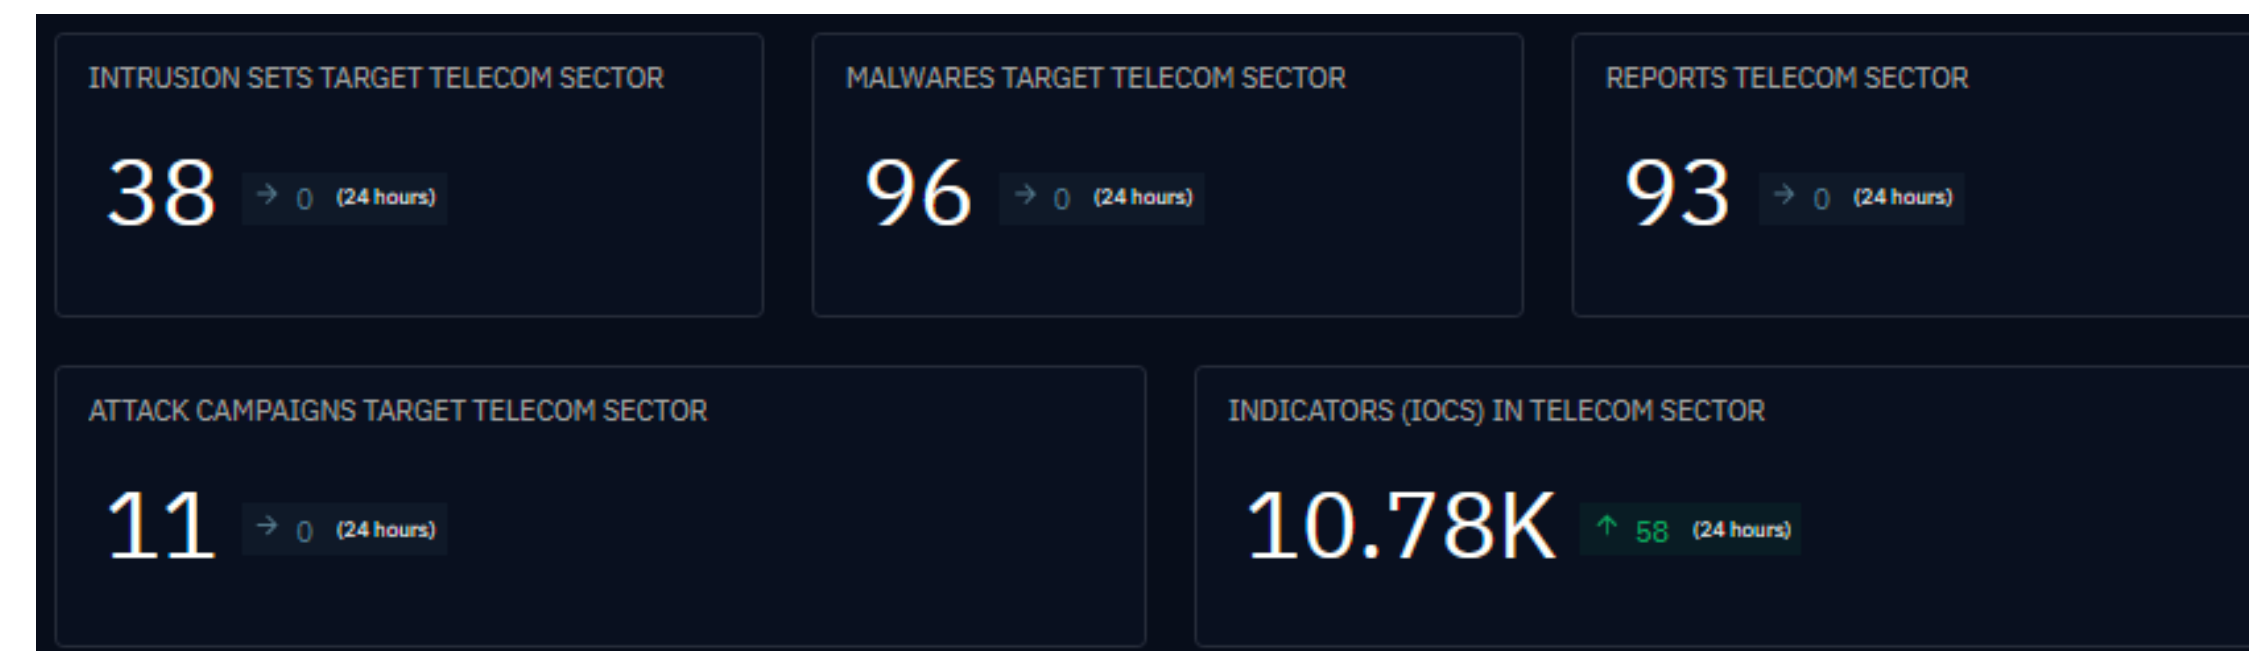 INTRUSION SETS TARGET TELECOM SECTOR
38 → 0 (24 hours)
MALWARES TARGET TELECOM SECTOR
96 → 0 (24 hours)
REPORTS TELECOM SECTOR
93 → 0 (24 hours)
ATTACK CAMPAIGNS TARGET TELECOM SECTOR
11 → 0 (24 hours)
INDICATORS (IOCS) IN TELECOM SECTOR
10.78K ↑ 58 (24 hours)